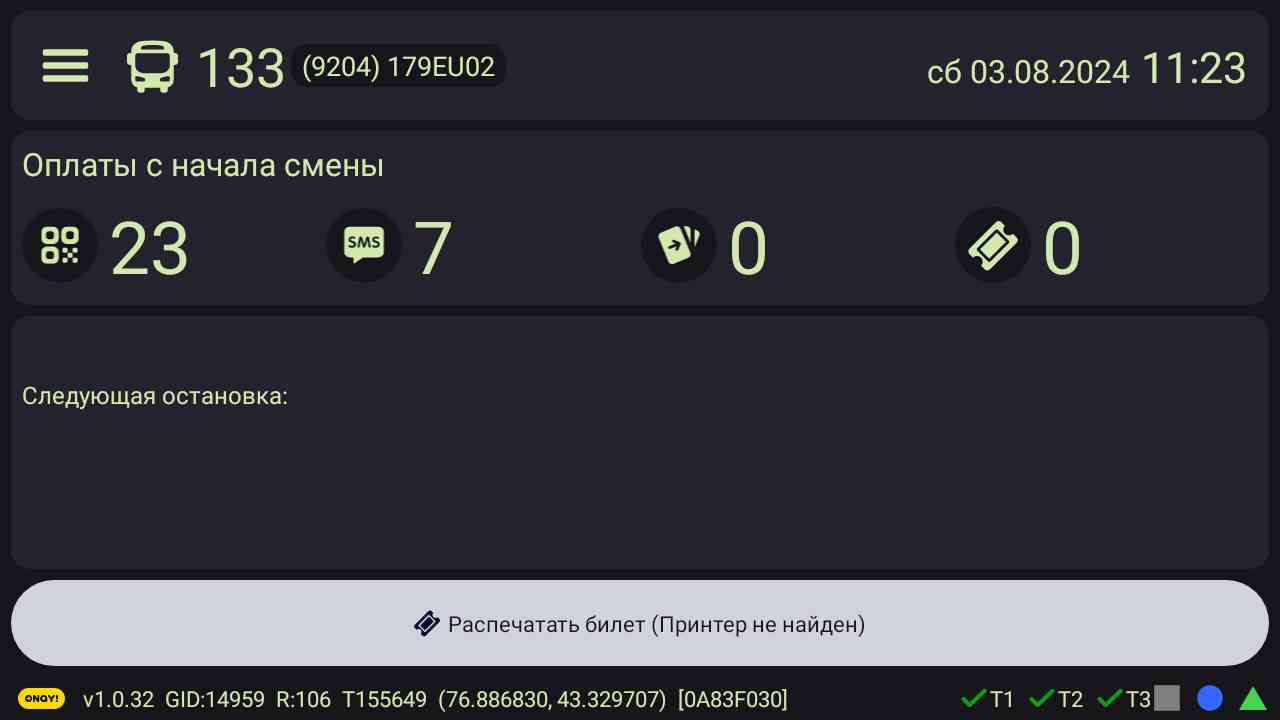 133 (9204) 179EU02 сб 03.08.2024 11:23
Оплаты с начала смены
23 SMS 7 0 0
Следующая остановка:
Распечатать билет (Принтер не найден)
ONAY! v1.0.32 GID:14959 R:106 T155649 (76.886830, 43.329707) [0A83F030] T1 T2 T3